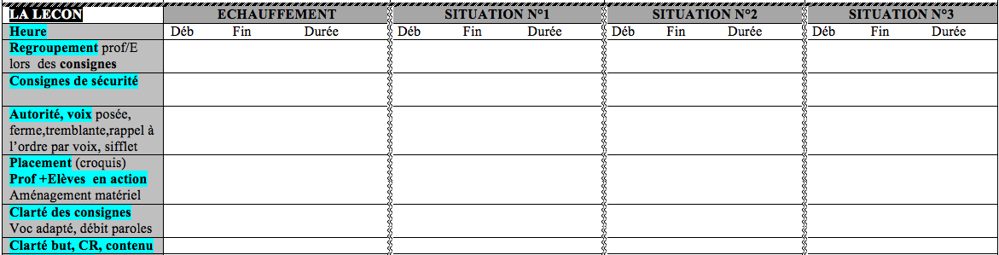 LA LECON ECHAUFFEMENT SITUATION N°1 SITUATION N°2 SITUATION N°3
Heure Déb Fin Durée Déb Fin Durée Déb Fin Durée Déb Fin Durée
Regroupement prof/E
lors des consignes
Consignes de sécurité
Autorité, voix posée,
ferme,tremblante,rappel à
l'ordre par voix, sifflet
Placement (croquis)
Prof +Elèves en action
Aménagement matériel
Clarté des consignes
Voc adapté, débit paroles
Clarté but, CR, contenu